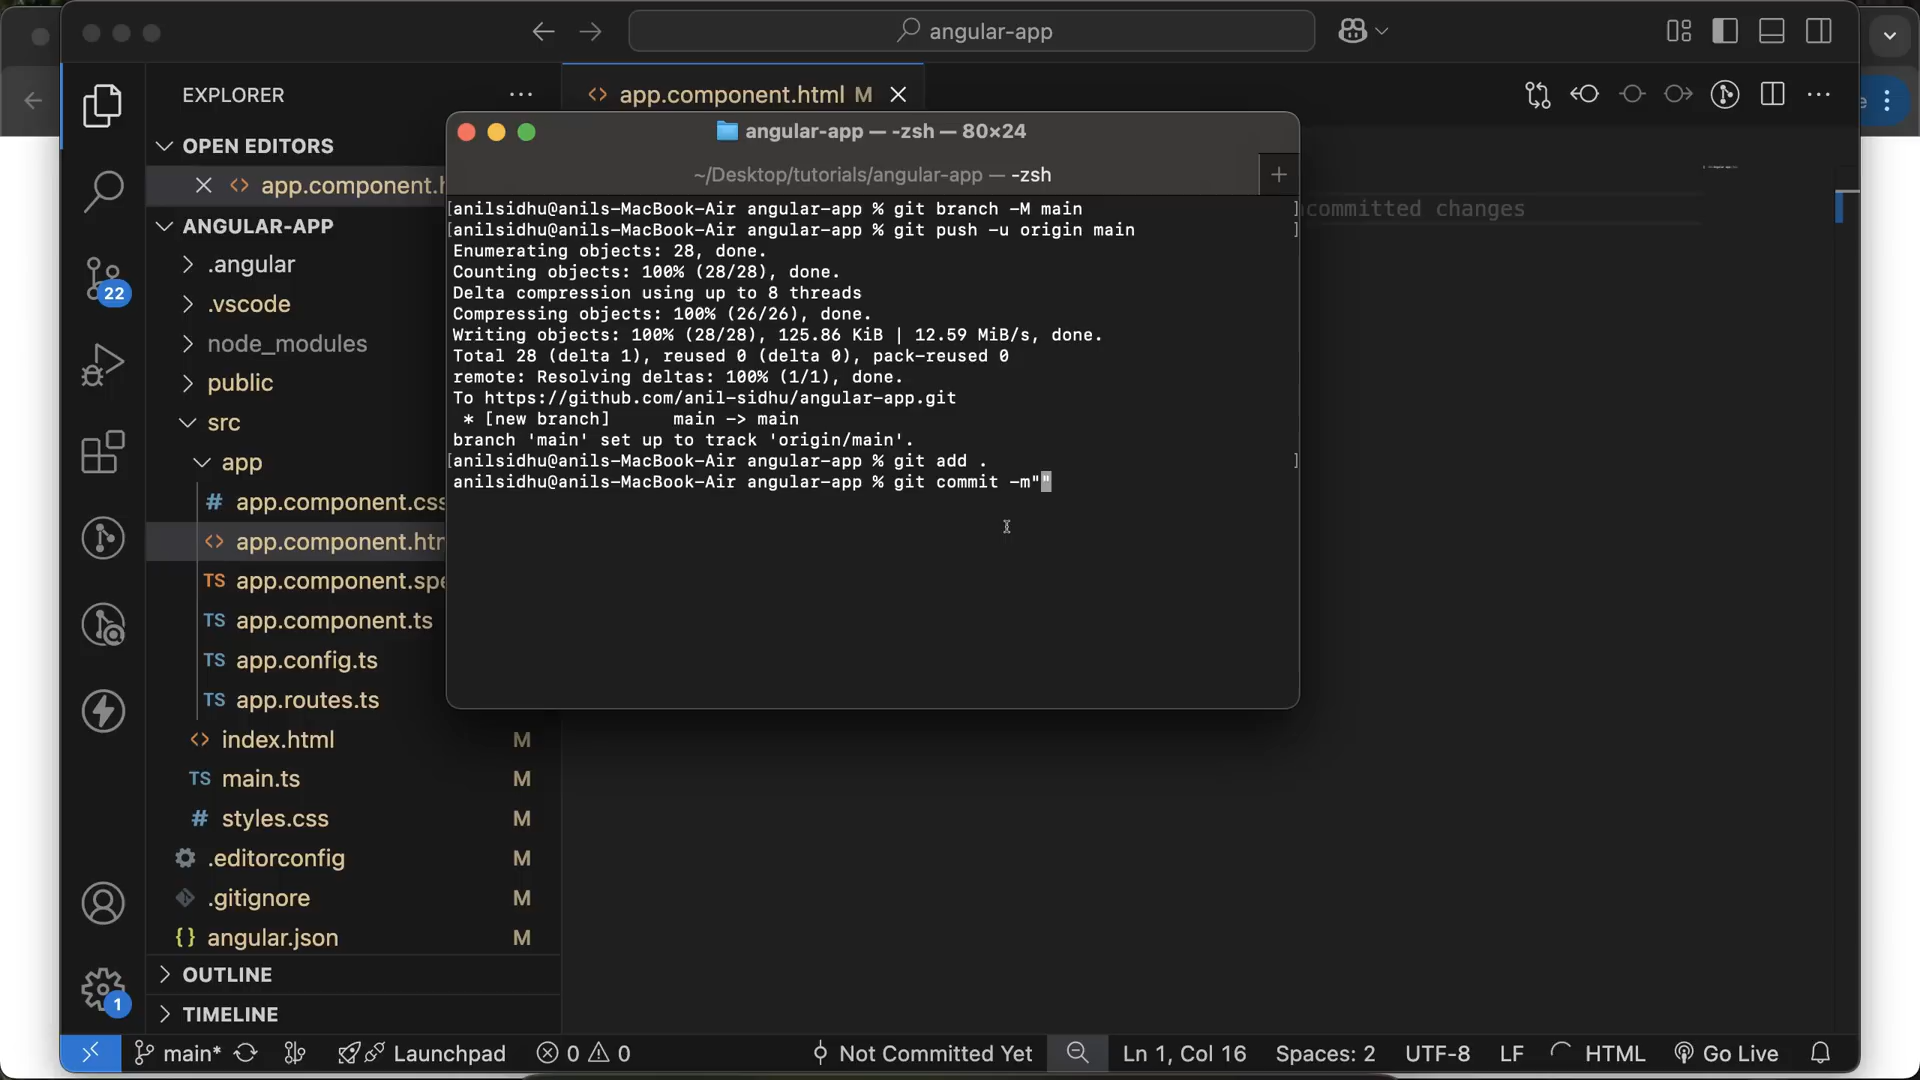 angular-app
EXPLORER
app.component.html M
OPEN EDITORS
app.component.h
ANGULAR-APP
.angular
.vscode
node_modules
public
src
app
app.component.css
app.component.htm
app.component.spe
app.component.ts
app.config.ts
app.routes.ts
index.html M
main.ts M
styles.css M
.editorconfig M
.gitignore M
angular.json M
OUTLINE
TIMELINE
22
1
angular-app — -zsh — 80×24
~/Desktop/tutorials/angular-app — -zsh
[anilsidhu@anils-MacBook-Air angular-app % git branch -M main ]
[anilsidhu@anils-MacBook-Air angular-app % git push -u origin main ]
Enumerating objects: 28, done.
Counting objects: 100% (28/28), done.
Delta compression using up to 8 threads
Compressing objects: 100% (26/26), done.
Writing objects: 100% (28/28), 125.86 KiB | 12.59 MiB/s, done.
Total 28 (delta 1), reused 0 (delta 0), pack-reused 0
remote: Resolving deltas: 100% (1/1), done.
To https://github.com/anil-sidhu/angular-app.git
* [new branch] main -> main
branch 'main' set up to track 'origin/main'.
[anilsidhu@anils-MacBook-Air angular-app % git add . ]
anilsidhu@anils-MacBook-Air angular-app % git commit -m""
committed changes
main* Launchpad 0 0 Not Committed Yet Ln 1, Col 16 Spaces: 2 UTF-8 LF HTML Go Live